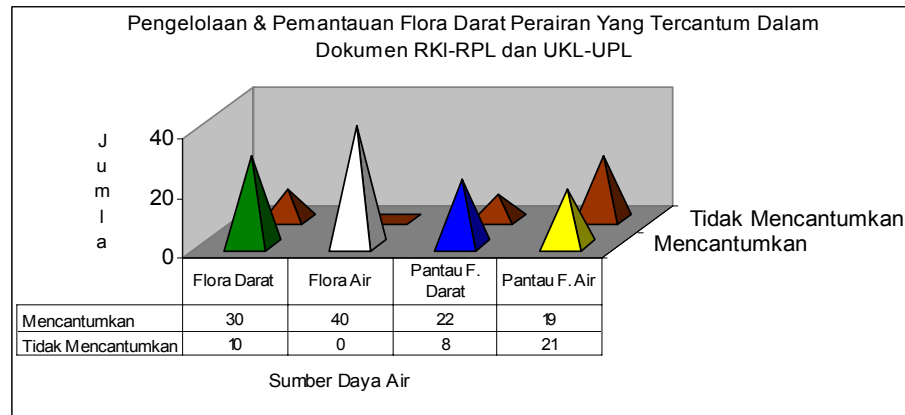 Pengelolaan & Pemantauan Flora Darat Perairan Yang Tercantum Dalam
Dokumen RKl-RPL dan UKL-UPL
J
u
m
l
a
40
20
0
Tidak Mencantumkan
Mencantumkan
Flora Darat Flora Air Pantau F. Darat Pantau F. Air
Mencantumkan 30 40 22 19
Tidak Mencantumkan 10 0 8 21
Sumber Daya Air